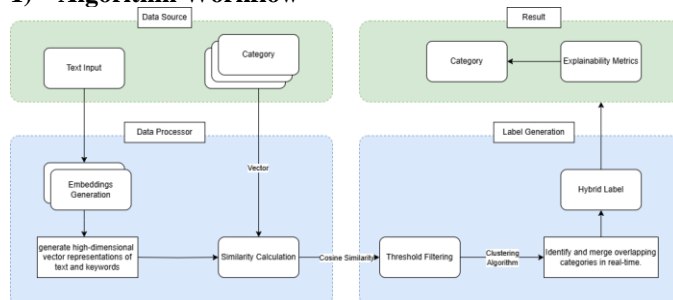 1) Algorithm Workflow
Data Source
Text Input
Category
Data Processor
Embeddings
Generation
Vector
generate high-dimensional
vector representations of
text and keywords
Similarity Calculation
Cosine Similarity
Result
Category
Explainability Metrics
Label Generation
Hybrid Label
Threshold Filtering
Clustering
Algorithm
Identify and merge overlapping
categories in real-time.